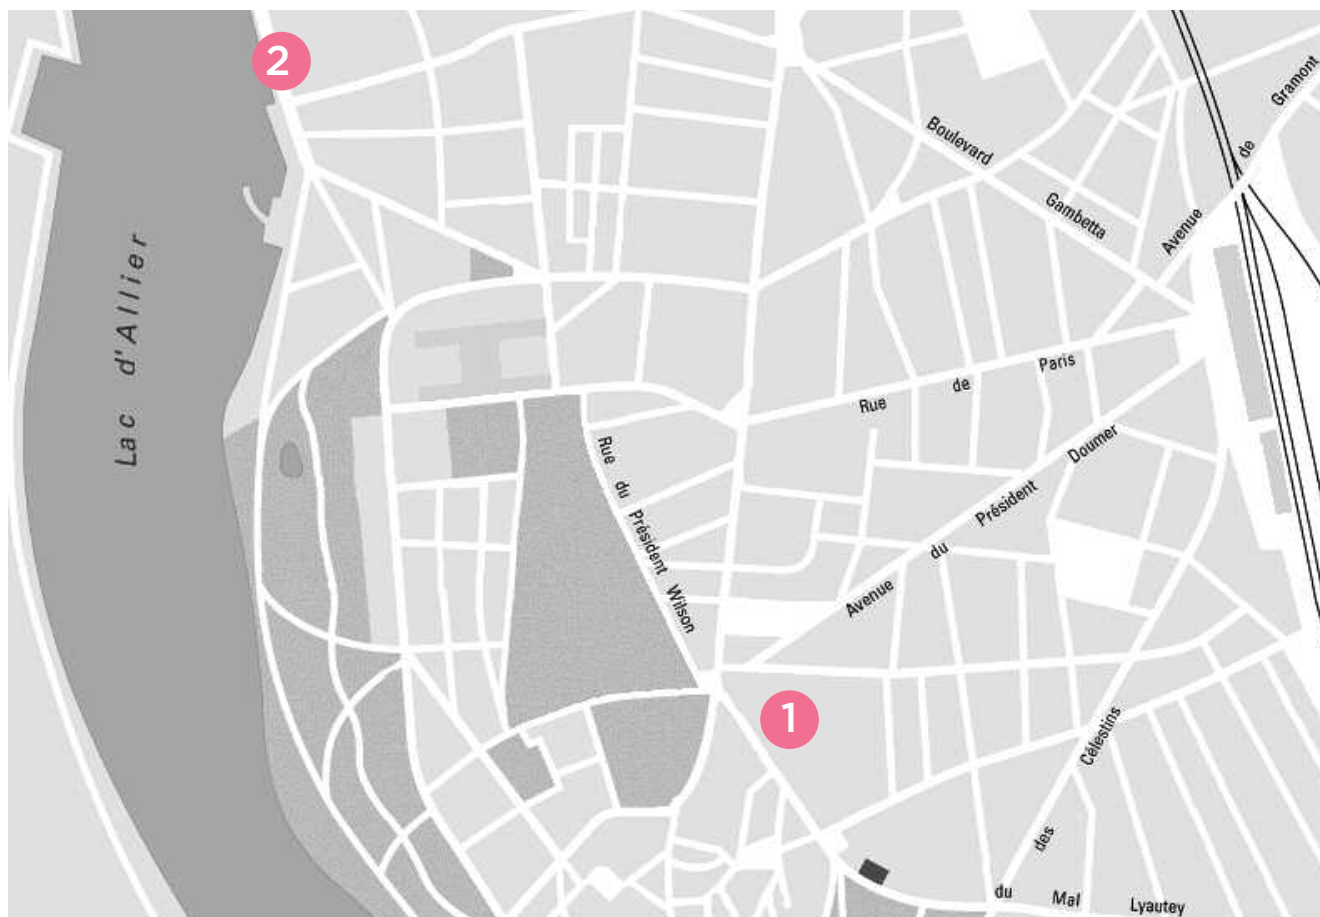 2
Avenue de Gramont
Boulevard Gambetta
Lac d'Allier
Rue de Paris
Rue du Président Wilson
Avenue du Président Doumer
1
des Célestins
du Mal Lyautey